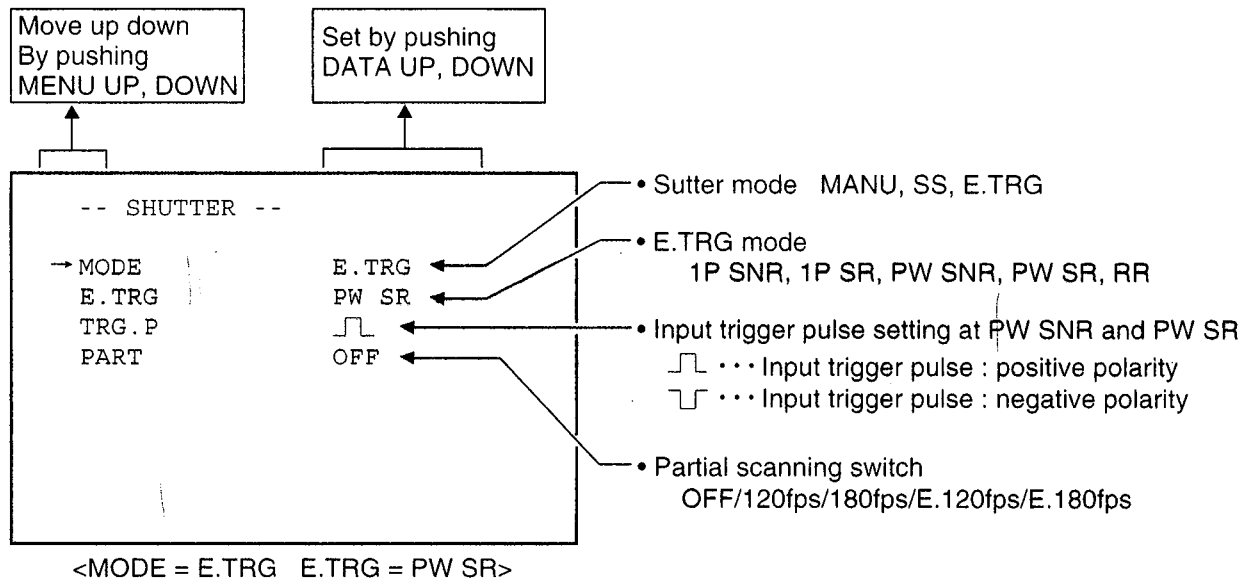 Move up down
By pushing
MENU UP, DOWN
Set by pushing
DATA UP, DOWN
-- SHUTTER --
→ MODE E.TRG
E.TRG PW SR
TRG.P
PART OFF
• Sutter mode MANU, SS, E.TRG
• E.TRG mode
1P SNR, 1P SR, PW SNR, PW SR, RR
• Input trigger pulse setting at PW SNR and PW SR
··· Input trigger pulse : positive polarity
··· Input trigger pulse : negative polarity
• Partial scanning switch
OFF/120fps/180fps/E.120fps/E.180fps
<MODE = E.TRG E.TRG = PW SR>